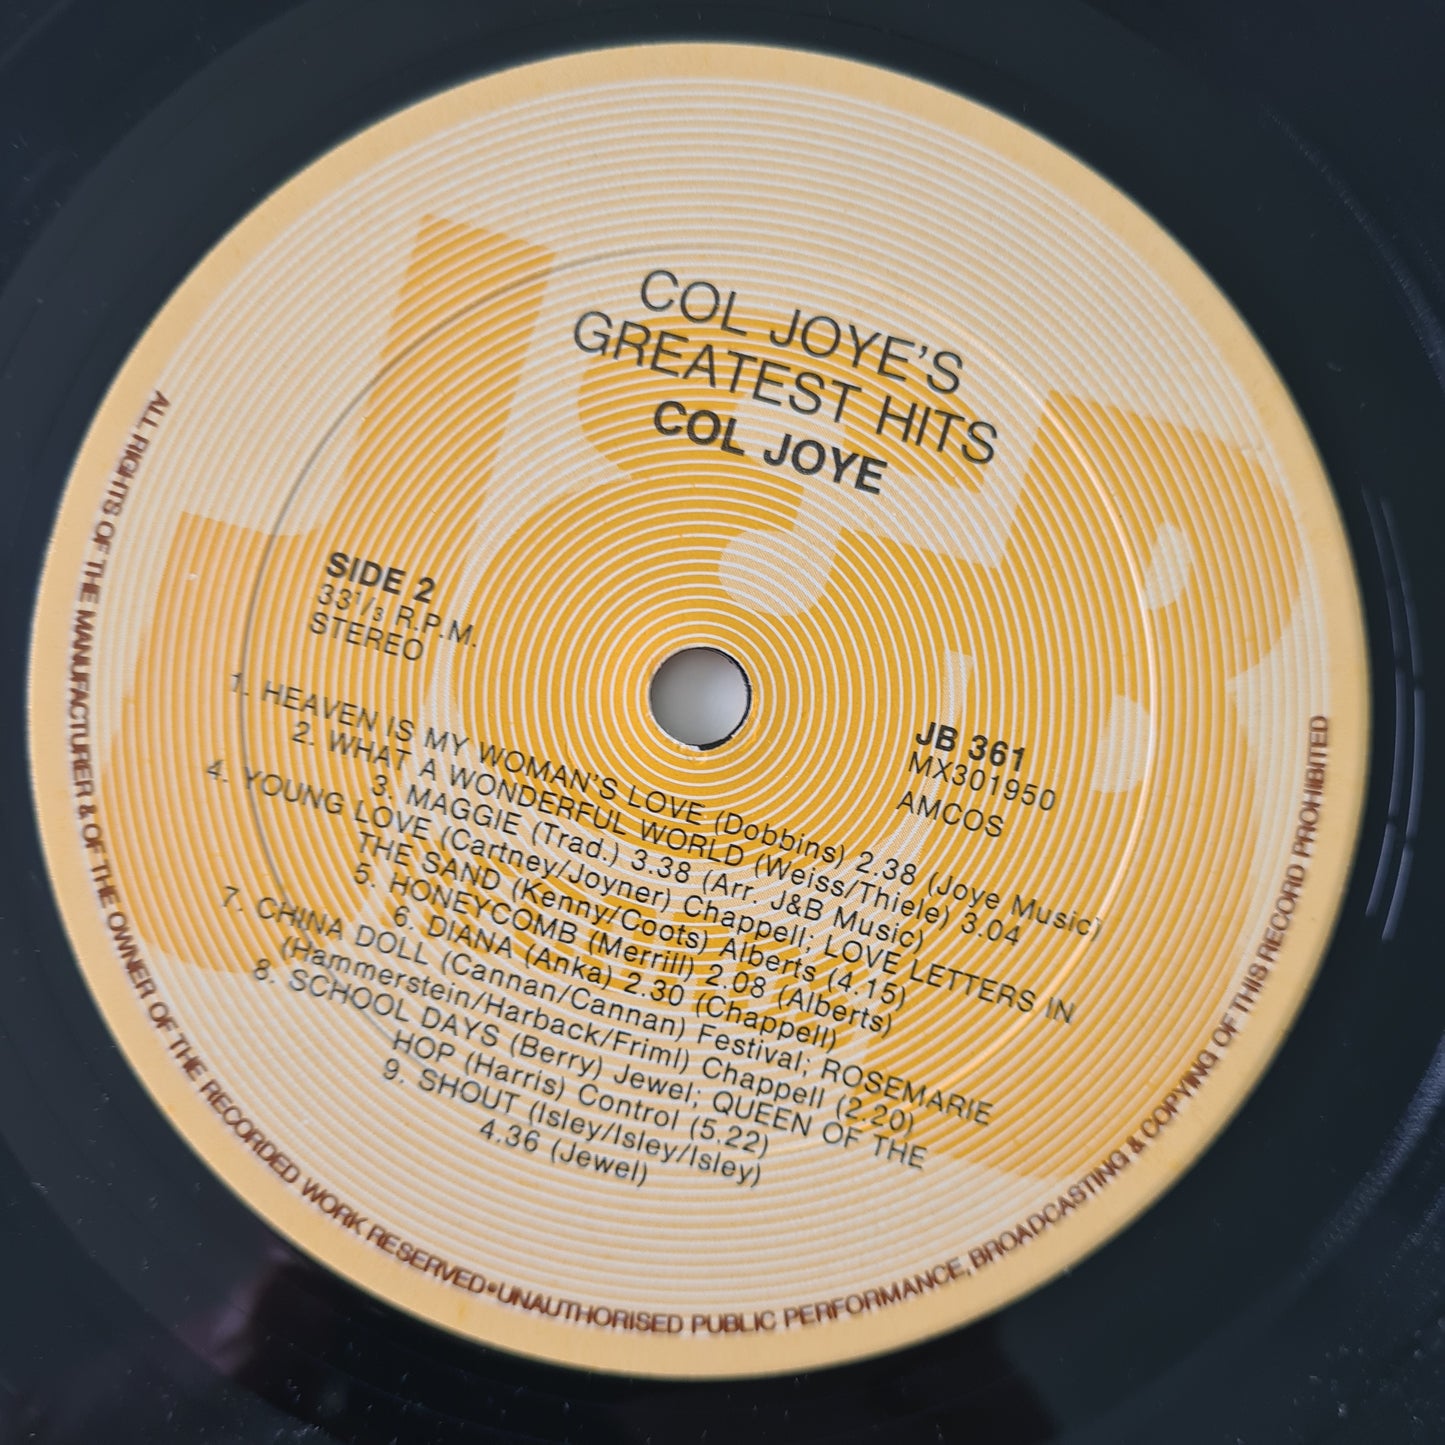 COL JOYE'S
GREATEST HITS
COL JOYE
SIDE 2
33 1/3 R.P.M.
STEREO
JB 361
MX301950
AMCOS
1. HEAVEN IS MY WOMAN'S LOVE (Dobbins) 2.38 (Joye Music)
2. WHAT A WONDERFUL WORLD (Weiss/Thiele) 3.04
3. MAGGIE (Trad.) 3.38 (Arr. J&B Music)
4. YOUNG LOVE (Cartney/Joyner) Chappell; LOVE LETTERS IN
THE SAND (Kenny/Coots) Alberts (4.15)
5. HONEYCOMB (Merrill) 2.08 (Alberts)
6. DIANA (Anka) 2.30 (Chappell)
7. CHINA DOLL (Cannan/Cannan) Festival; ROSEMARIE
(Hammerstein/Harback/Friml) Chappell (2.20)
8. SCHOOL DAYS (Berry) Jewel; QUEEN OF THE
HOP (Harris) Control (5.22)
9. SHOUT (Isley/Isley/Isley)
4.36 (Jewel)
ALL RIGHTS OF THE MANUFACTURER & OF THE OWNER OF THE RECORDED WORK RESERVED • UNAUTHORISED PUBLIC PERFORMANCE, BROADCASTING & COPYING OF THIS RECORD PROHIBITED